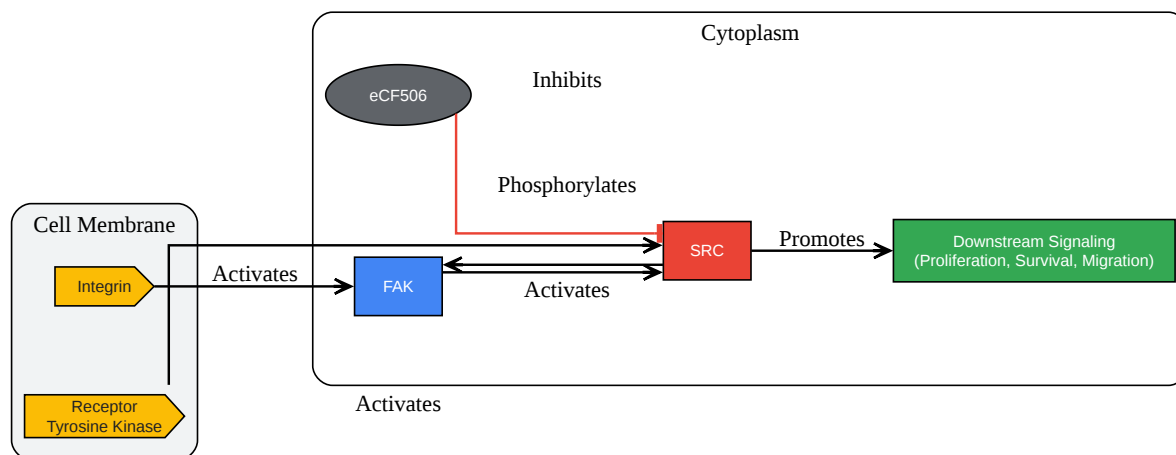 Cytoplasm
Inhibits
eCF506
Phosphorylates
Cell Membrane
SRC
Promotes
Downstream Signaling
(Proliferation, Survival, Migration)
Integrin
Activates
FAK
Activates
Receptor
Tyrosine Kinase
Activates